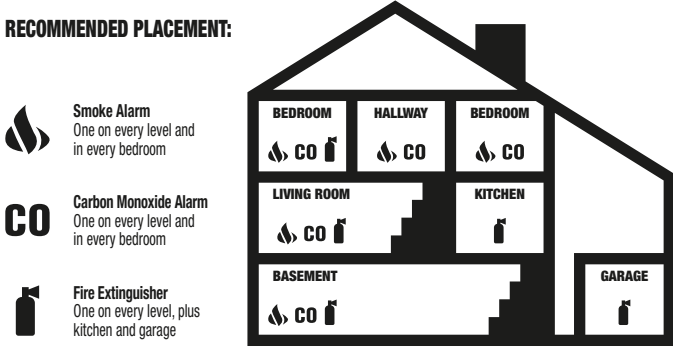 RECOMMENDED PLACEMENT:
Smoke Alarm
One on every level and
in every bedroom
CO
Carbon Monoxide Alarm
One on every level and
in every bedroom
Fire Extinguisher
One on every level, plus
kitchen and garage
BEDROOM
CO
HALLWAY
CO
BEDROOM
CO
LIVING ROOM
CO
KITCHEN
BASEMENT
CO
GARAGE